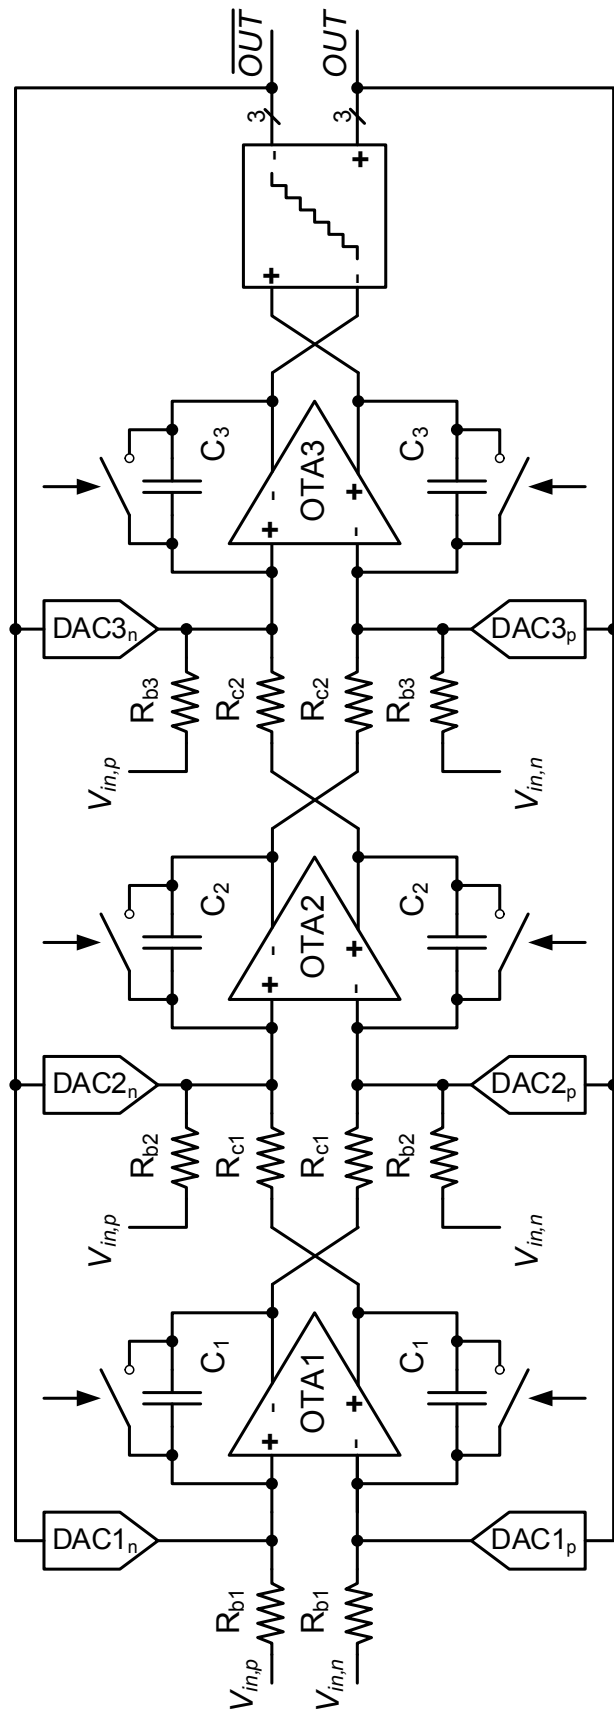 DAC1n
DAC2n
DAC3n
Vin,p
Rb2
Vin,p
Rb3
C1
C2
C3
Vin,p
Rb1
Rc1
Rc2
3
OUT
+ -
+ -
+ -
+ -
OTA1
OTA2
OTA3
- +
- +
- +
- +
Vin,n
Rb1
Rc1
Rc2
3
OUT
C1
C2
C3
Rb2
Vin,n
Rb3
Vin,n
DAC1p
DAC2p
DAC3p